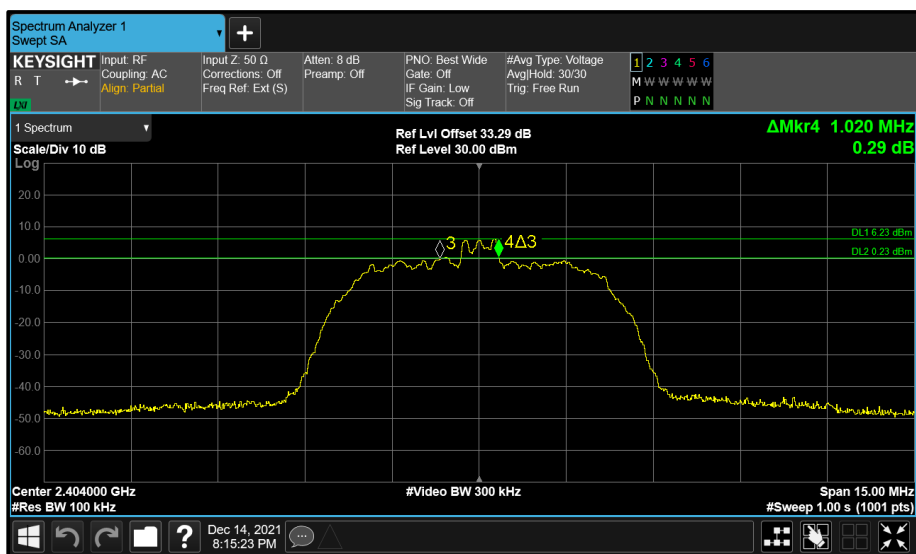 Spectrum Analyzer 1
Swept SA
KEYSIGHT
R T
LXI
Input: RF
Coupling: AC
Align: Partial
Input Z: 50 Ω
Corrections: Off
Freq Ref: Ext (S)
Atten: 8 dB
Preamp: Off
PNO: Best Wide
Gate: Off
IF Gain: Low
Sig Track: Off
#Avg Type: Voltage
Avg|Hold: 30/30
Trig: Free Run
1 2 3 4 5 6
M W W W W W
P N N N N N
1 Spectrum
Scale/Div 10 dB
Log
Ref Lvl Offset 33.29 dB
Ref Level 30.00 dBm
ΔMkr4 1.020 MHz
0.29 dB
20.0
10.0
0.00
-10.0
-20.0
-30.0
-40.0
-50.0
-60.0
3
4Δ3
DL1 6.23 dBm
DL2 0.23 dBm
Center 2.404000 GHz
#Res BW 100 kHz
#Video BW 300 kHz
Span 15.00 MHz
#Sweep 1.00 s (1001 pts)
?
Dec 14, 2021
8:15:23 PM